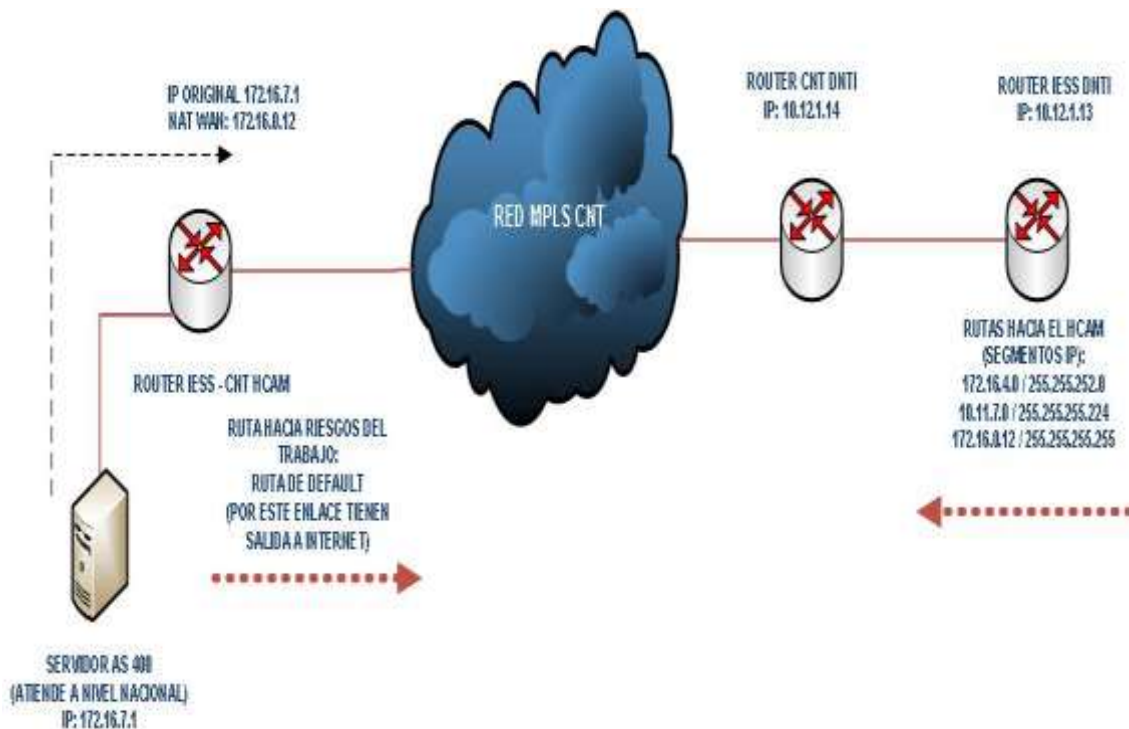 IP ORIGINAL 172.16.7.1
NAT WAN: 172.16.0.12
RED MPLS CNT
ROUTER CNT DNTI
IP: 10.12.1.14
ROUTER IESS DNTI
IP: 10.12.1.13
ROUTER IESS - CNT HCAM
RUTA HACIA RIESGOS DEL
TRABAJO:
RUTA DE DEFAULT
(POR ESTE ENLACE TIENEN
SALIDA A INTERNET)
RUTAS HACIA EL HCAM
(SEGMENTOS IP):
172.16.4.0 / 255.255.252.0
10.11.7.0 / 255.255.255.224
172.16.0.12 / 255.255.255.255
SERVIDOR AS 400
(ATIENDE A NIVEL NACIONAL)
IP: 172.16.7.1